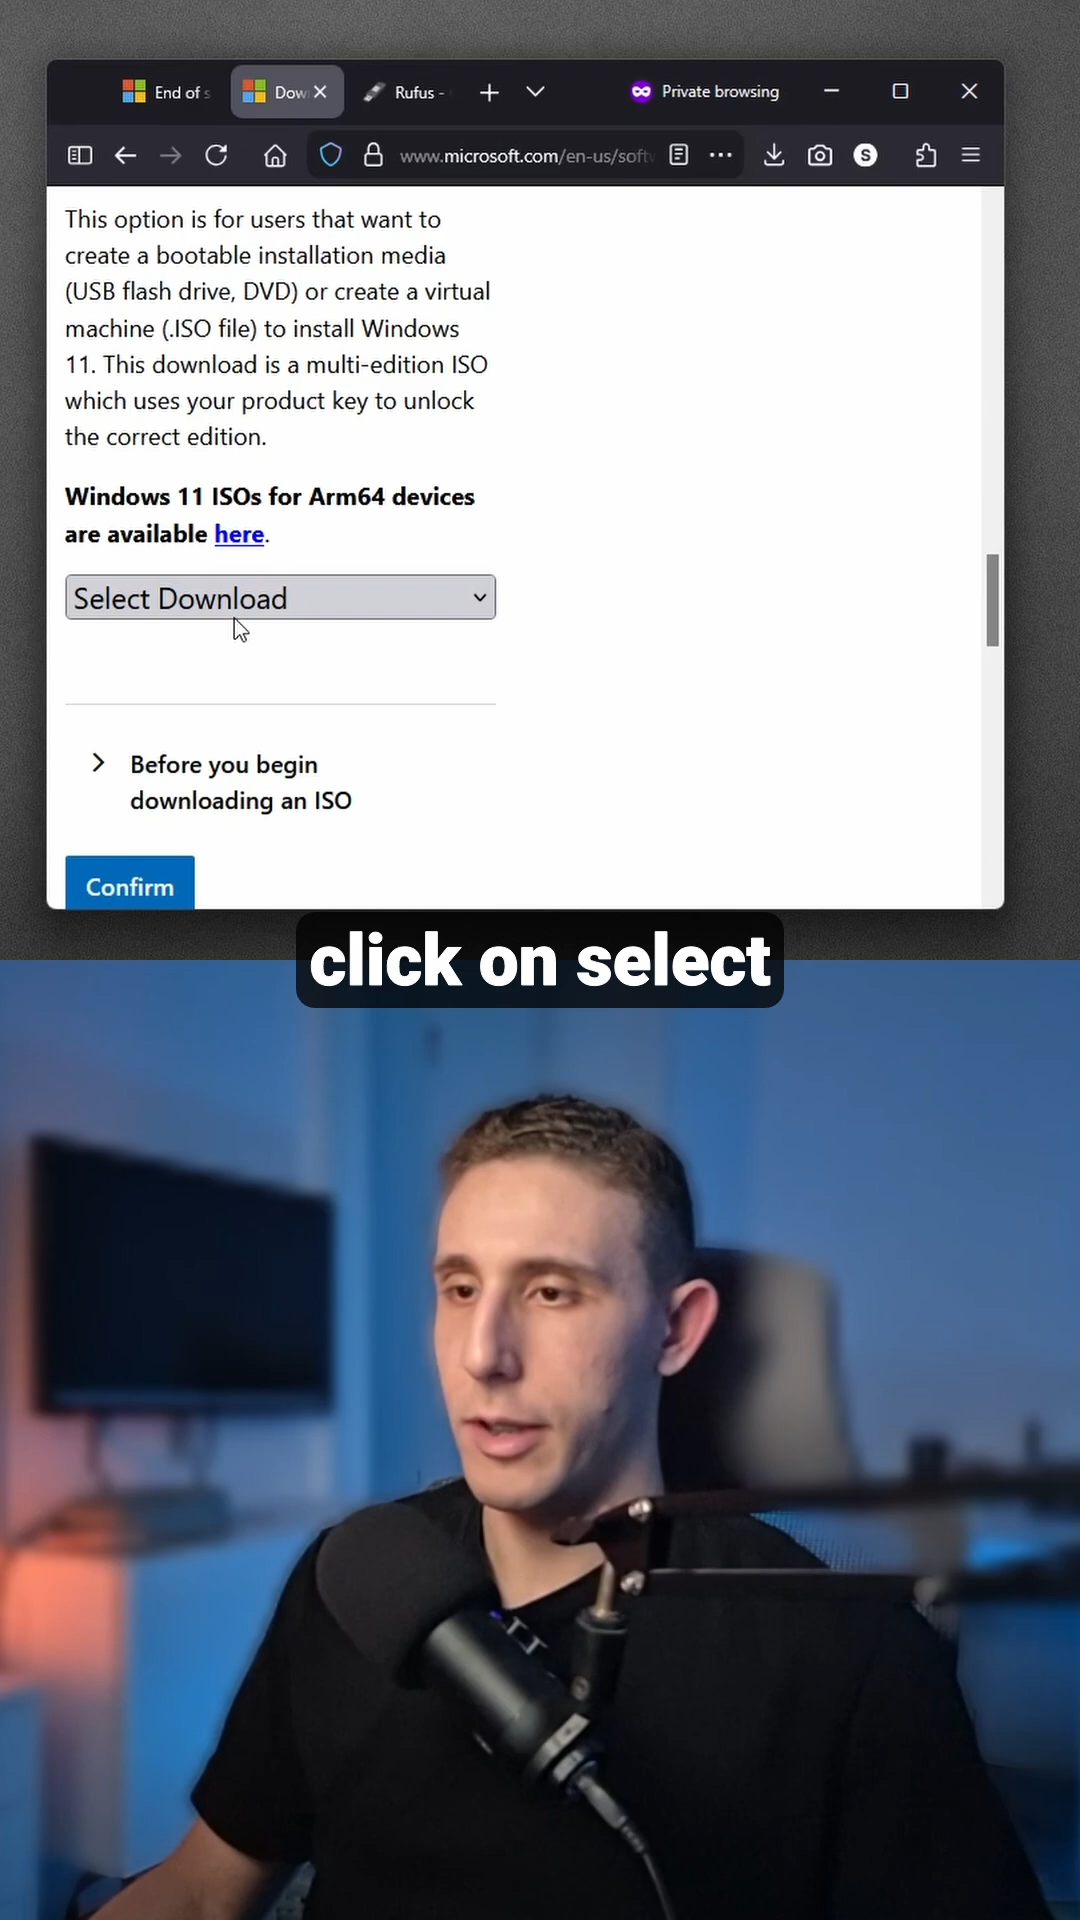 End of s
Dow
Rufus -
Private browsing
www.microsoft.com/en-us/softw
S
This option is for users that want to
create a bootable installation media
(USB flash drive, DVD) or create a virtual
machine (.ISO file) to install Windows
11. This download is a multi-edition ISO
which uses your product key to unlock
the correct edition.
Windows 11 ISOs for Arm64 devices
are available here.
Select Download
Before you begin
downloading an ISO
Confirm
click on select